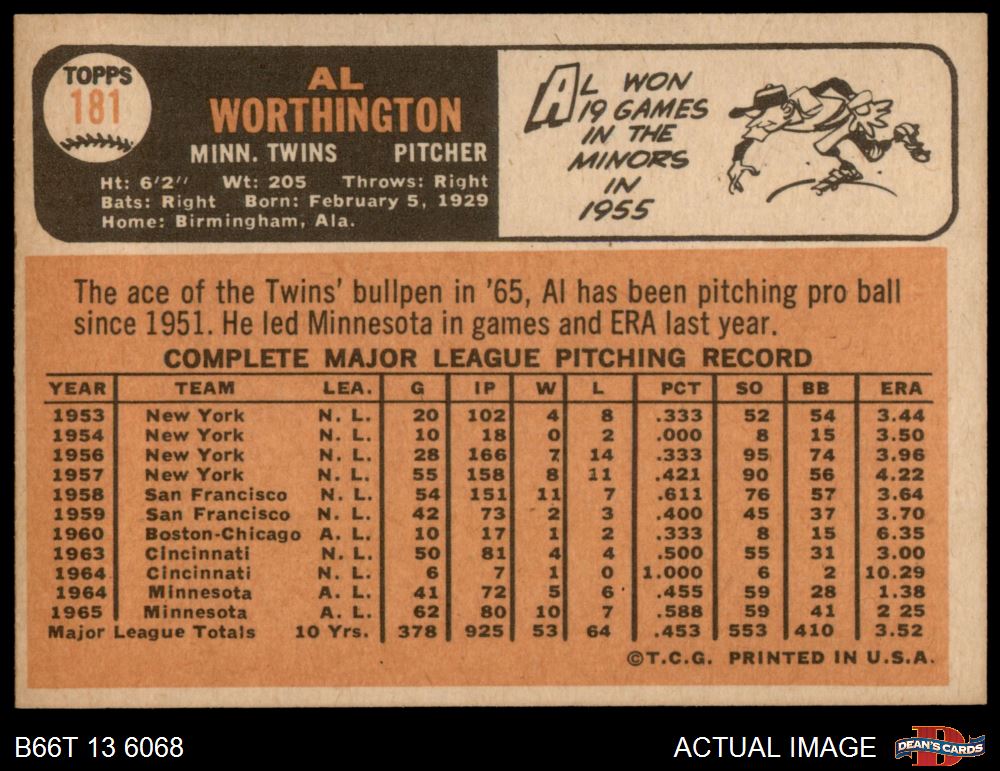 TOPPS
181
AL
WORTHINGTON
MINN. TWINS PITCHER
Ht: 6'2" Wt: 205 Throws: Right
Bats: Right Born: February 5, 1929
Home: Birmingham, Ala.
AL WON
19 GAMES
IN THE
MINORS
IN
1955
The ace of the Twins' bullpen in '65, Al has been pitching pro ball
since 1951. He led Minnesota in games and ERA last year.
COMPLETE MAJOR LEAGUE PITCHING RECORD
YEAR TEAM LEA. G IP W L PCT SO BB ERA
1953 New York N. L. 20 102 4 8 .333 52 54 3.44
1954 New York N. L. 10 18 0 2 .000 8 15 3.50
1956 New York N. L. 28 166 7 14 .333 95 74 3.96
1957 New York N. L. 55 158 8 11 .421 90 56 4.22
1958 San Francisco N. L. 54 151 11 7 .611 76 57 3.64
1959 San Francisco N. L. 42 73 2 3 .400 45 37 3.70
1960 Boston-Chicago A. L. 10 17 1 2 .333 8 15 6.35
1963 Cincinnati N. L. 50 81 4 4 .500 55 31 3.00
1964 Cincinnati N. L. 6 7 1 0 1.000 6 2 10.29
1964 Minnesota A. L. 41 72 5 6 .455 59 28 1.38
1965 Minnesota A. L. 62 80 10 7 .588 59 41 2 25
Major League Totals 10 Yrs. 378 925 53 64 .453 553 410 3.52
©T.C.G. PRINTED IN U.S.A.
B66T 13 6068 ACTUAL IMAGE
D
DEAN'S CARDS